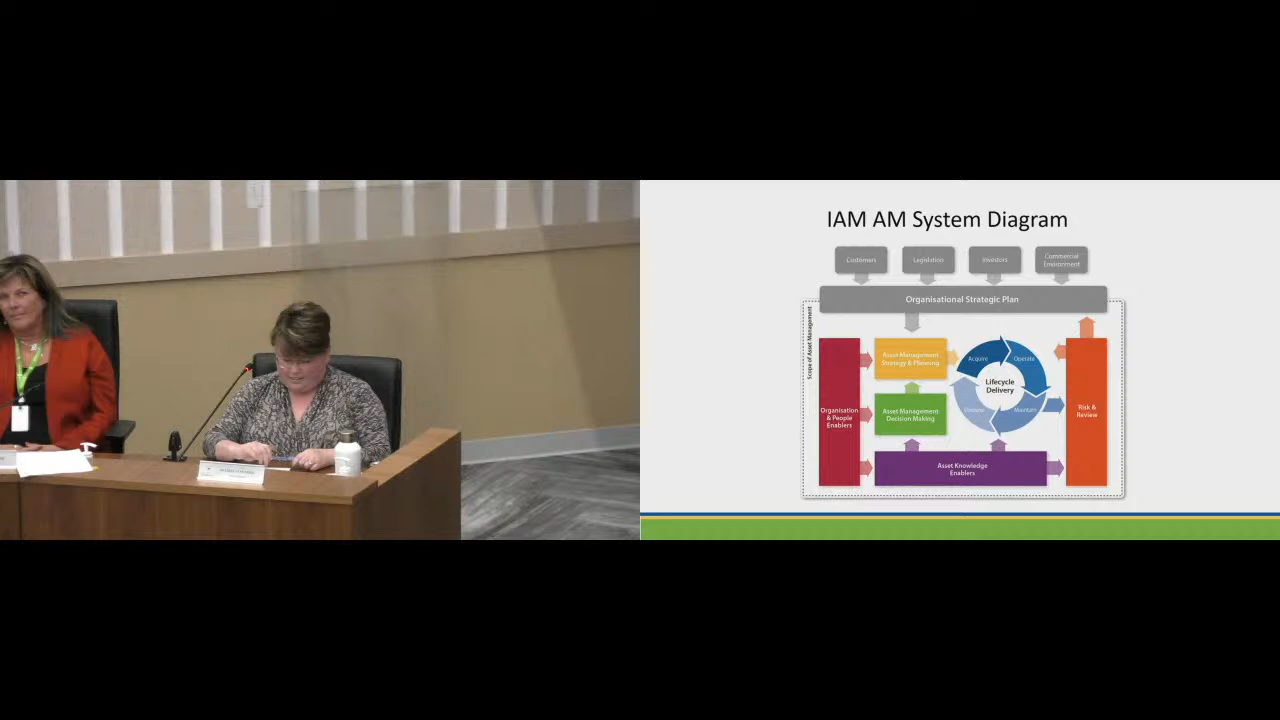 IAM AM System Diagram
Customers
Legislation
Investors
Commercial
Environment
Organisational Strategic Plan
Scope of Asset Management
Organisation
& People
Enablers
Asset Management
Strategy & Planning
Asset Management
Decision Making
Acquire
Operate
Lifecycle
Delivery
Maintain
Risk &
Review
Asset Knowledge
Enablers